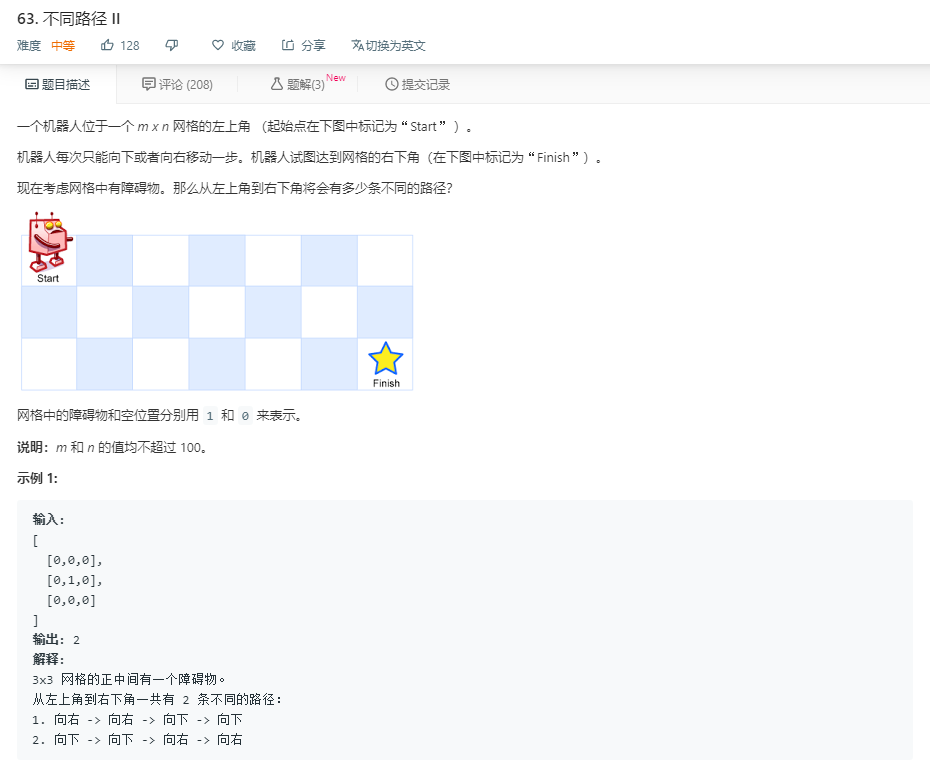 63. 不同路径 II
难度 中等 128 收藏 分享 切换为英文
题目描述 评论 (208) 题解(3) New 提交记录
一个机器人位于一个 m x n 网格的左上角 （起始点在下图中标记为“Start” ）。
机器人每次只能向下或者向右移动一步。机器人试图达到网格的右下角（在下图中标记为“Finish”）。
现在考虑网格中有障碍物。那么从左上角到右下角将会有多少条不同的路径？
Start
Finish
网格中的障碍物和空位置分别用 1 和 0 来表示。
说明：m 和 n 的值均不超过 100。
示例 1:
输入:
[
[0,0,0],
[0,1,0],
[0,0,0]
]
输出: 2
解释:
3x3 网格的正中间有一个障碍物。
从左上角到右下角一共有 2 条不同的路径:
1. 向右 -> 向右 -> 向下 -> 向下
2. 向下 -> 向下 -> 向右 -> 向右